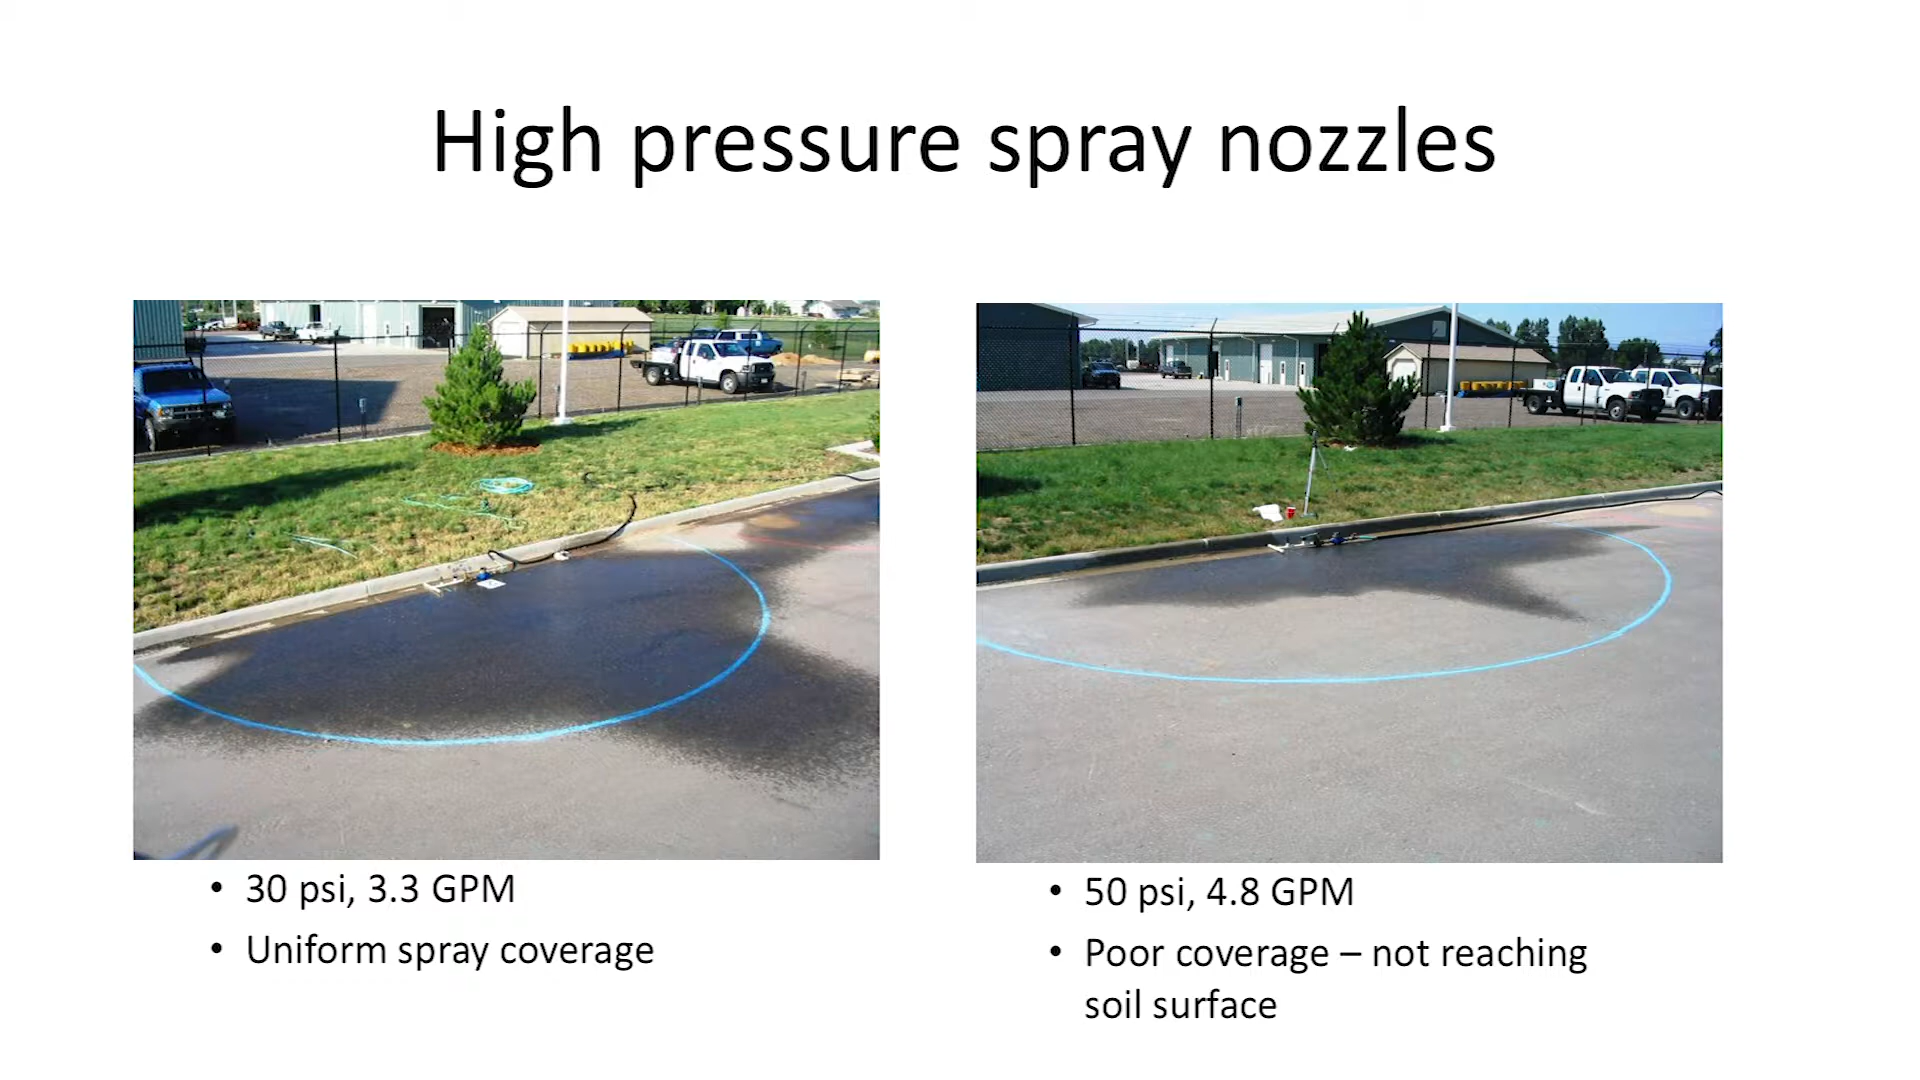 High pressure spray nozzles
• 30 psi, 3.3 GPM
• Uniform spray coverage
• 50 psi, 4.8 GPM
• Poor coverage – not reaching
soil surface